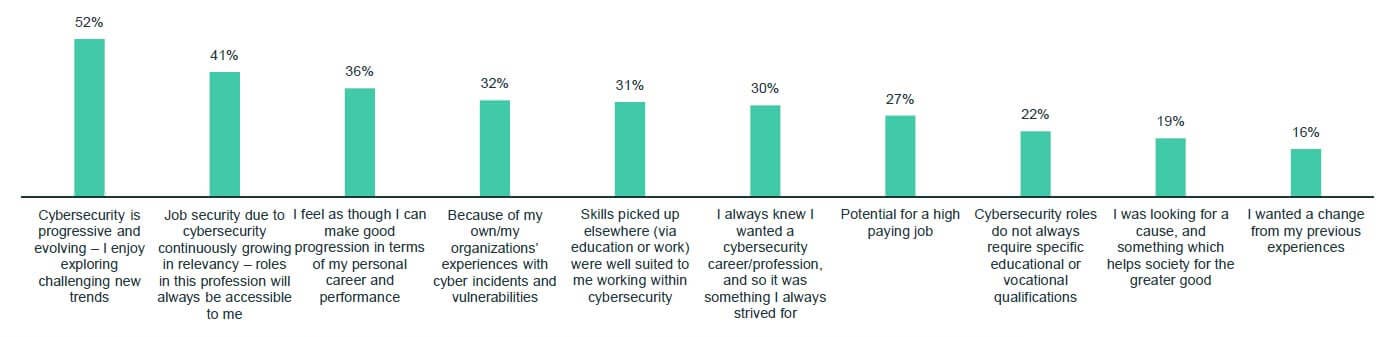 52%
41%
36%
32%
31%
30%
27%
22%
19%
16%
Cybersecurity is
progressive and
evolving – I enjoy
exploring
challenging new
trends
Job security due to
cybersecurity
continuously growing
in relevancy – roles
in this profession will
always be accessible
to me
I feel as though I can
make good
progression in terms
of my personal
career and
performance
Because of my
own/my
organizations'
experiences with
cyber incidents and
vulnerabilities
Skills picked up
elsewhere (via
education or work)
were well suited to
me working within
cybersecurity
I always knew I
wanted a
cybersecurity
career/profession,
and so it was
something I always
strived for
Potential for a high
paying job
Cybersecurity roles
do not always
require specific
educational or
vocational
qualifications
I was looking for a
cause, and
something which
helps society for the
greater good
I wanted a change
from my previous
experiences